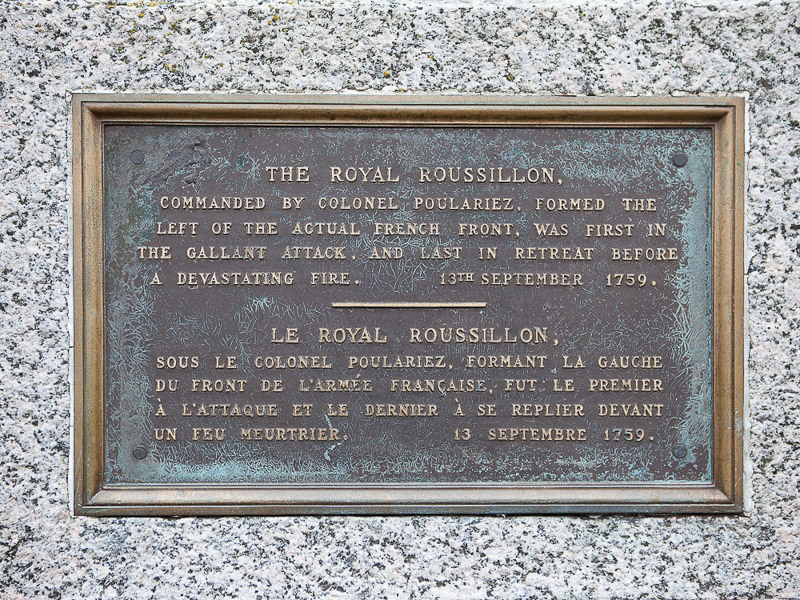 THE ROYAL ROUSSILLON,
COMMANDED BY COLONEL POULARIEZ, FORMED THE
LEFT OF THE ACTUAL FRENCH FRONT, WAS FIRST IN
THE GALLANT ATTACK, AND LAST IN RETREAT BEFORE
A DEVASTATING FIRE. 13TH SEPTEMBER 1759.
LE ROYAL ROUSSILLON,
SOUS LE COLONEL POULARIEZ, FORMANT LA GAUCHE
DU FRONT DE L'ARMÉE FRANÇAISE, FUT LE PREMIER
À L'ATTAQUE ET LE DERNIER À SE REPLIER DEVANT
UN FEU MEURTRIER. 13 SEPTEMBRE 1759.